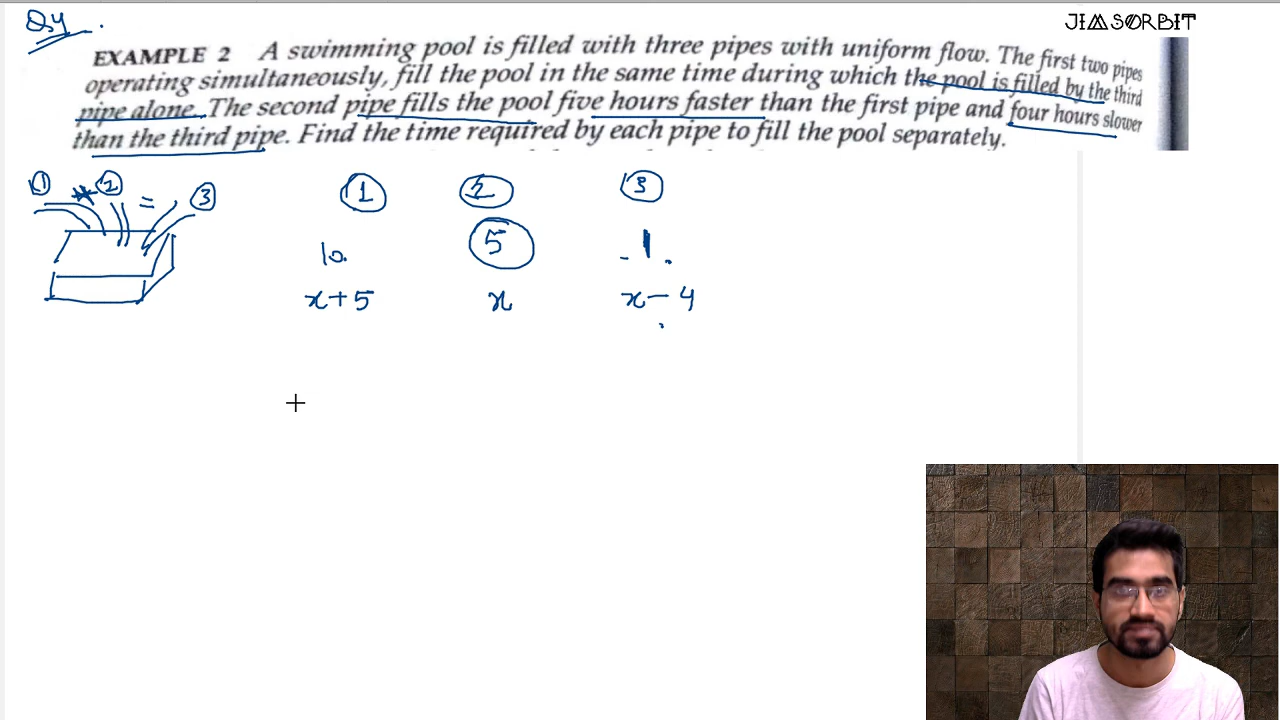 Q4.
JIMSORBIT
EXAMPLE 2 A swimming pool is filled with three pipes with uniform flow. The first two pipes
operating simultaneously, fill the pool in the same time during which the pool is filled by the third
pipe alone. The second pipe fills the pool five hours faster than the first pipe and four hours slower
than the third pipe. Find the time required by each pipe to fill the pool separately.
1 2 = 3
1 2 3
10 5 1
x+5 x x-4